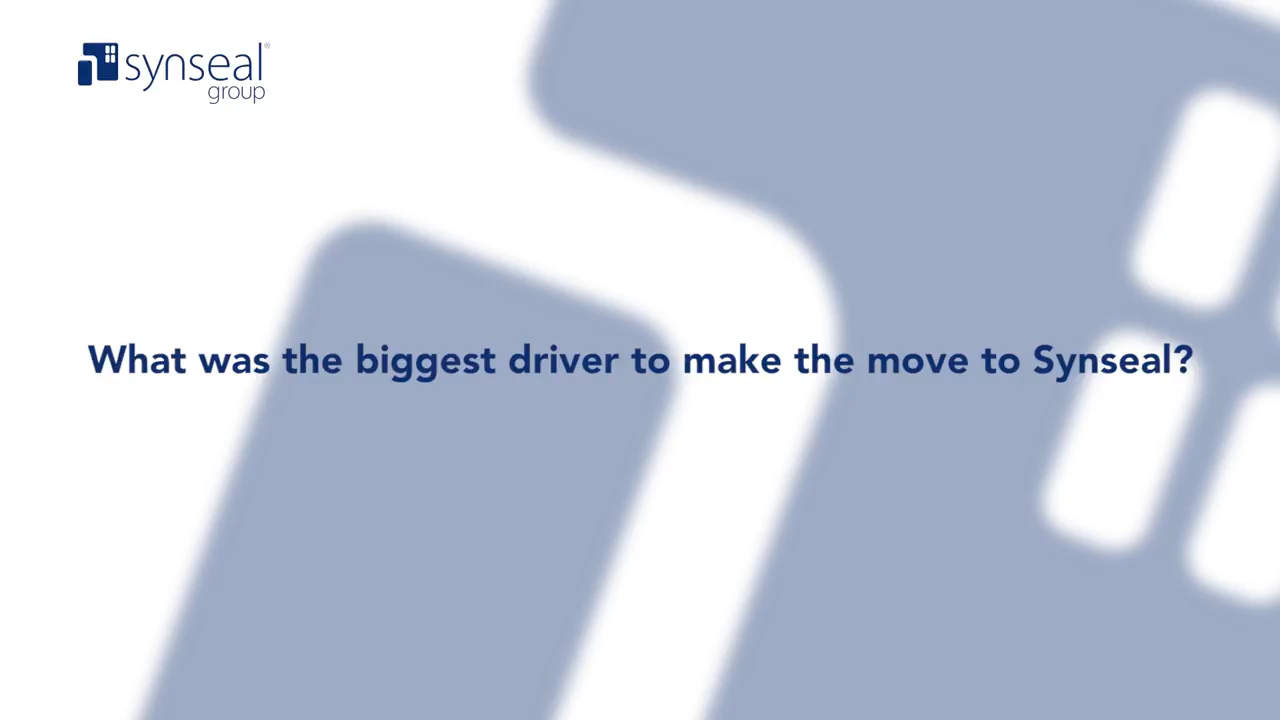 synseal®
group
What was the biggest driver to make the move to Synseal?